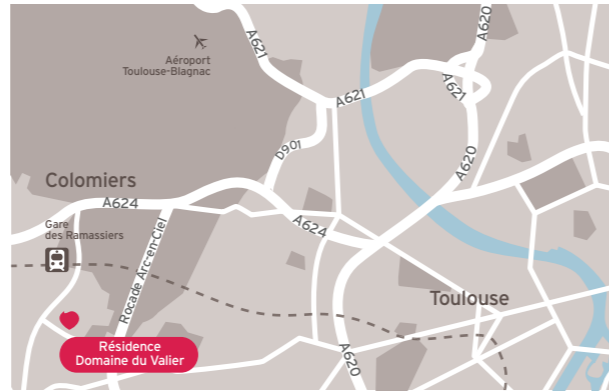 A620
A621
Aéroport
Toulouse-Blagnac
A621
A621
D901
A620
Colomiers
A624
Gare
des Ramassiers
A624
Rocade Arc-en-Ciel
Toulouse
Résidence
Domaine du Valier
A620